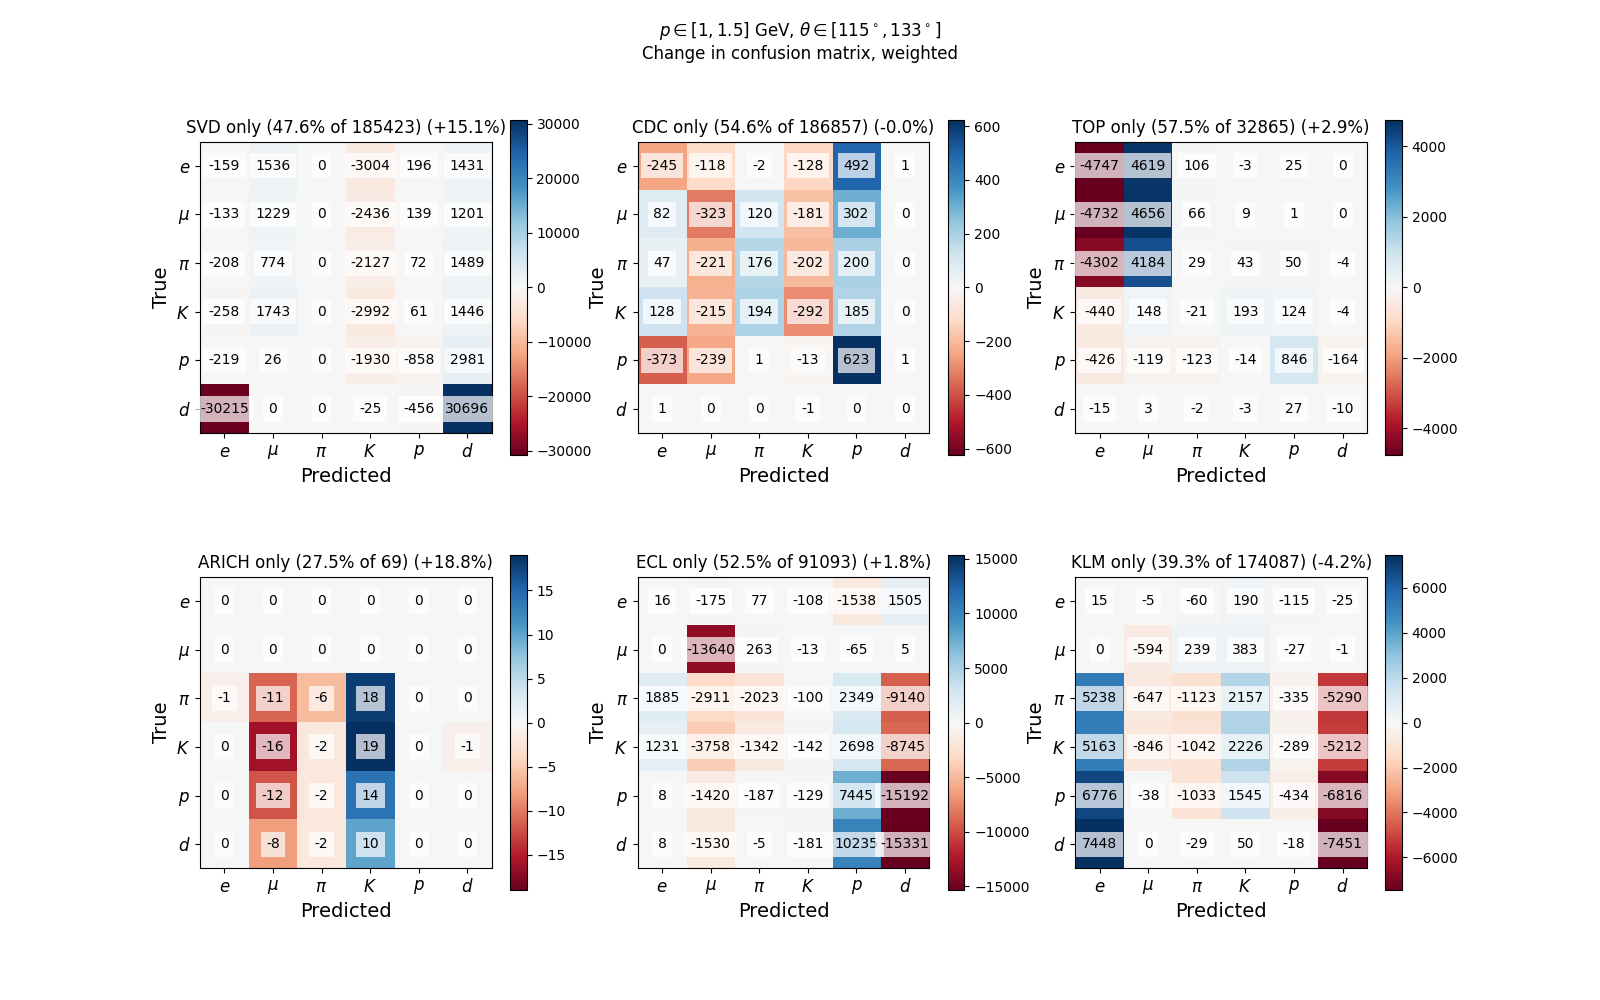 p ∈ [1, 1.5] GeV, θ ∈ [115°, 133°]
Change in confusion matrix, weighted
SVD only (47.6% of 185423) (+15.1%)
True
e -159 1536 0 -3004 196 1431
μ -133 1229 0 -2436 139 1201
π -208 774 0 -2127 72 1489
K -258 1743 0 -2992 61 1446
p -219 26 0 -1930 -858 2981
d -30215 0 0 -25 -456 30696
e μ π K p d
Predicted
30000
20000
10000
0
−10000
−20000
−30000
CDC only (54.6% of 186857) (-0.0%)
True
e -245 -118 -2 -128 492 1
μ 82 -323 120 -181 302 0
π 47 -221 176 -202 200 0
K 128 -215 194 -292 185 0
p -373 -239 1 -13 623 1
d 1 0 0 -1 0 0
e μ π K p d
Predicted
600
400
200
0
−200
−400
−600
TOP only (57.5% of 32865) (+2.9%)
True
e -4747 4619 106 -3 25 0
μ -4732 4656 66 9 1 0
π -4302 4184 29 43 50 -4
K -440 148 -21 193 124 -4
p -426 -119 -123 -14 846 -164
d -15 3 -2 -3 27 -10
e μ π K p d
Predicted
4000
2000
0
−2000
−4000
ARICH only (27.5% of 69) (+18.8%)
True
e 0 0 0 0 0 0
μ 0 0 0 0 0 0
π -1 -11 -6 18 0 0
K 0 -16 -2 19 0 -1
p 0 -12 -2 14 0 0
d 0 -8 -2 10 0 0
e μ π K p d
Predicted
15
10
5
0
−5
−10
−15
ECL only (52.5% of 91093) (+1.8%)
True
e 16 -175 77 -108 -1538 1505
μ 0 -13640 263 -13 -65 5
π 1885 -2911 -2023 -100 2349 -9140
K 1231 -3758 -1342 -142 2698 -8745
p 8 -1420 -187 -129 7445 -15192
d 8 -1530 -5 -181 10235 -15331
e μ π K p d
Predicted
15000
10000
5000
0
−5000
−10000
−15000
KLM only (39.3% of 174087) (-4.2%)
True
e 15 -5 -60 190 -115 -25
μ 0 -594 239 383 -27 -1
π 5238 -647 -1123 2157 -335 -5290
K 5163 -846 -1042 2226 -289 -5212
p 6776 -38 -1033 1545 -434 -6816
d 7448 0 -29 50 -18 -7451
e μ π K p d
Predicted
6000
4000
2000
0
−2000
−4000
−6000